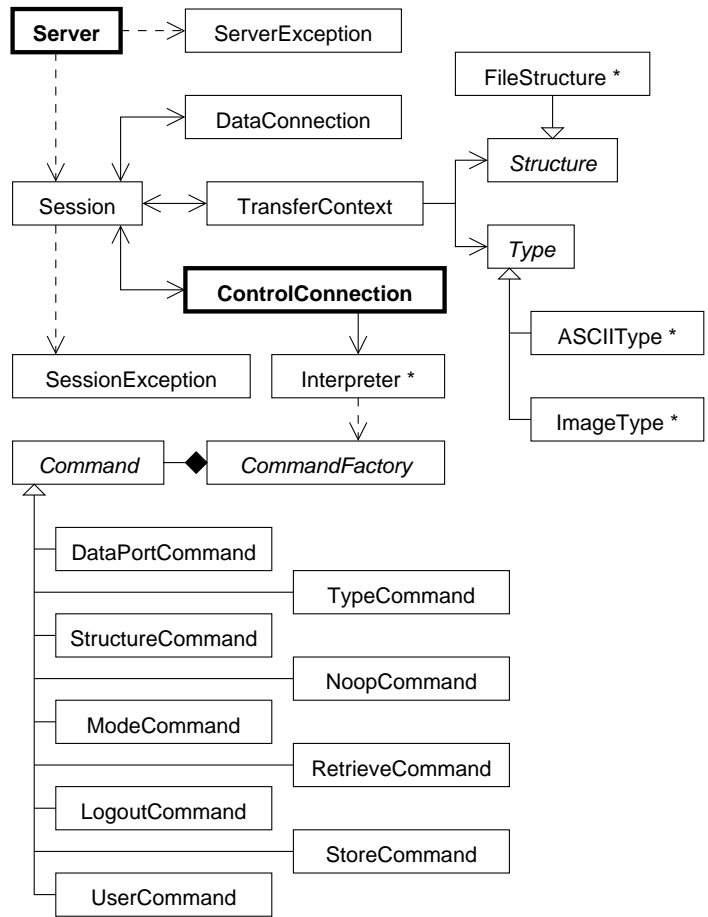 Server
ServerException
FileStructure *
DataConnection
Structure
Session
TransferContext
Type
ControlConnection
ASCIIType *
SessionException
Interpreter *
ImageType *
Command
CommandFactory
DataPortCommand
TypeCommand
StructureCommand
NoopCommand
ModeCommand
RetrieveCommand
LogoutCommand
StoreCommand
UserCommand